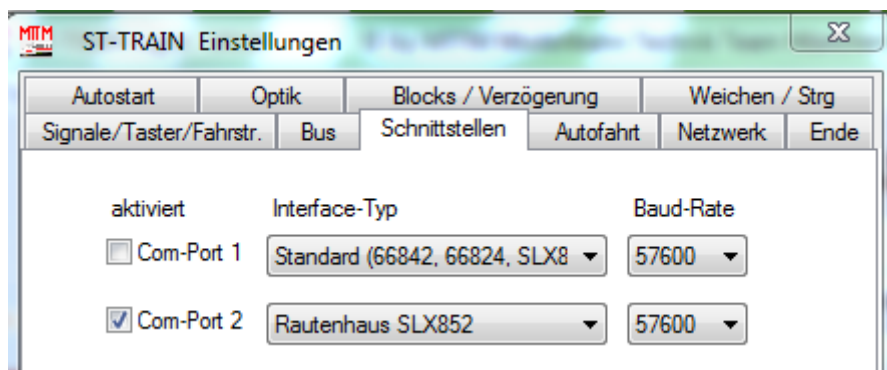 MTTM ST-TRAIN Einstellungen
Autostart Optik Blocks / Verzögerung Weichen / Strg
Signale/Taster/Fahrstr. Bus Schnittstellen Autofahrt Netzwerk Ende
aktiviert Interface-Typ Baud-Rate
Com-Port 1 Standard (66842, 66824, SLX8 57600
Com-Port 2 Rautenhaus SLX852 57600